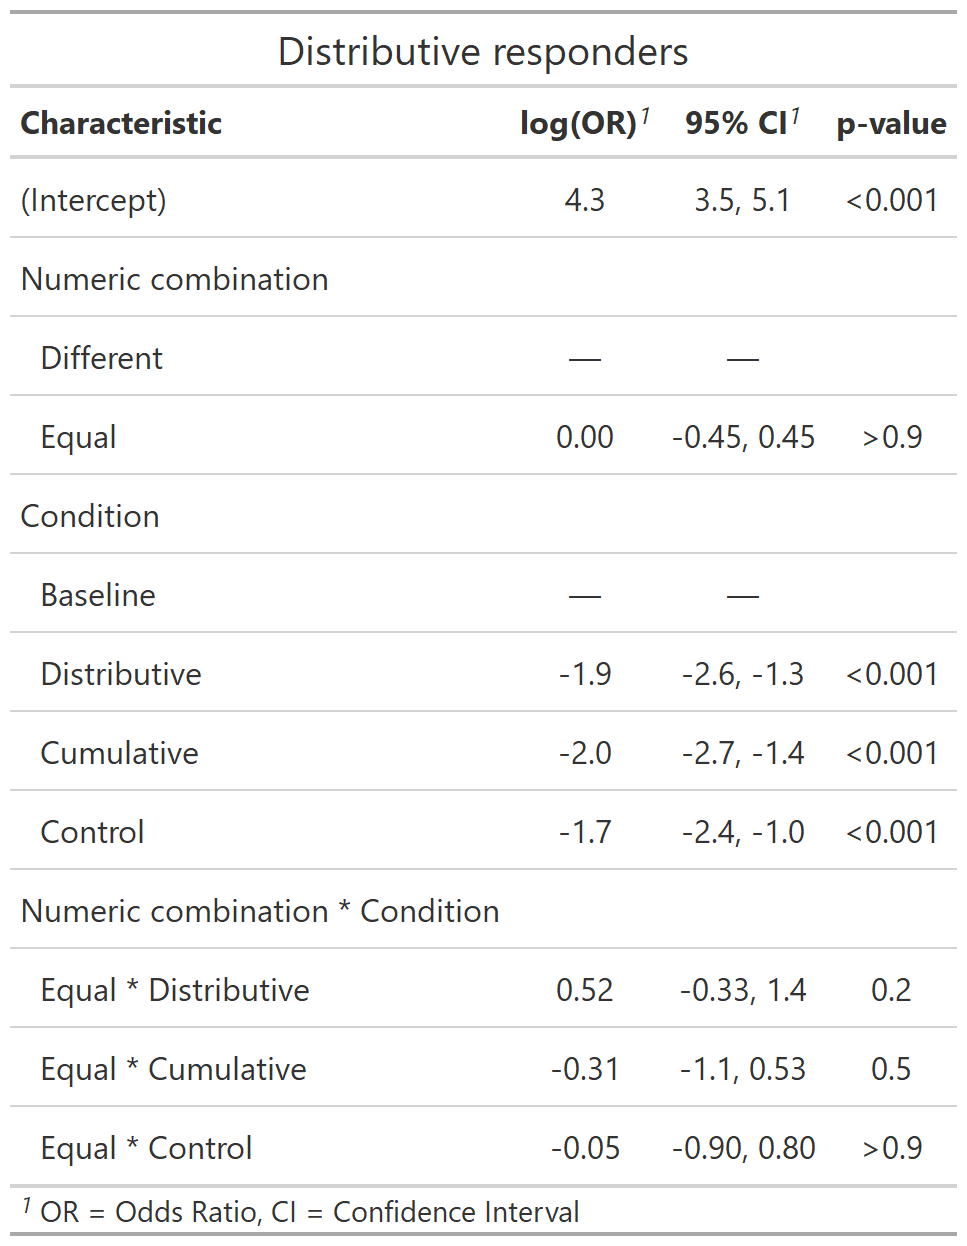 Distributive responders
Characteristic log(OR)1 95% CI1 p-value
(Intercept) 4.3 3.5, 5.1 <0.001
Numeric combination
Different — —
Equal 0.00 -0.45, 0.45 >0.9
Condition
Baseline — —
Distributive -1.9 -2.6, -1.3 <0.001
Cumulative -2.0 -2.7, -1.4 <0.001
Control -1.7 -2.4, -1.0 <0.001
Numeric combination * Condition
Equal * Distributive 0.52 -0.33, 1.4 0.2
Equal * Cumulative -0.31 -1.1, 0.53 0.5
Equal * Control -0.05 -0.90, 0.80 >0.9
1 OR = Odds Ratio, CI = Confidence Interval